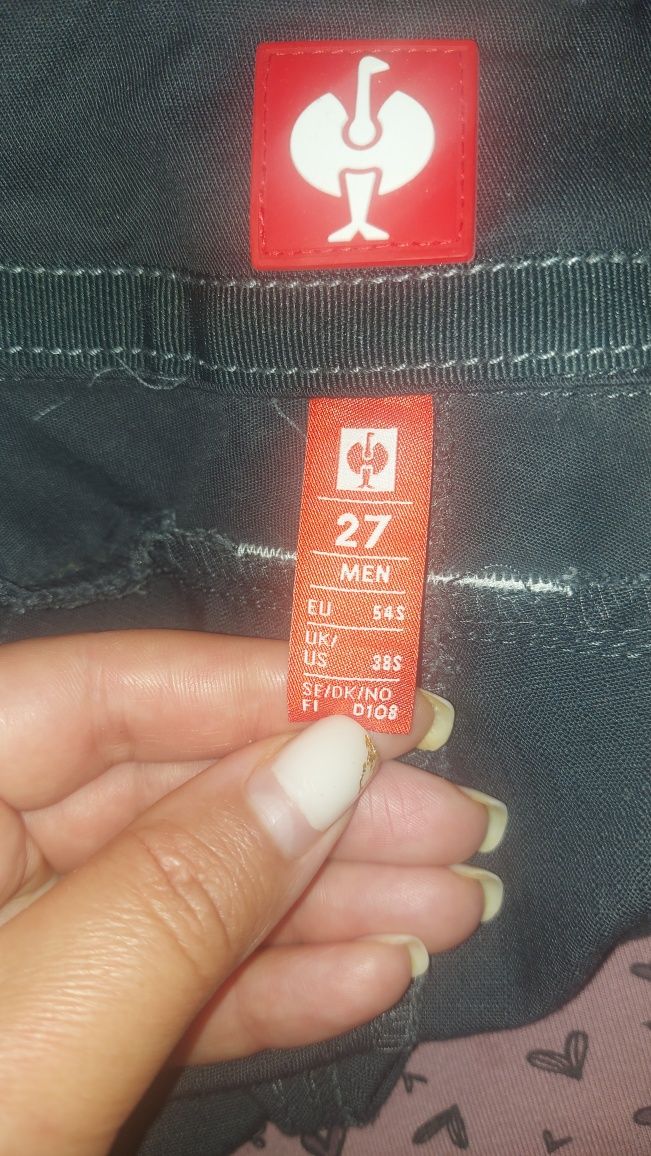 27
MEN
EU 54S
UK/
US 38S
SE/DK/NO
FI D108